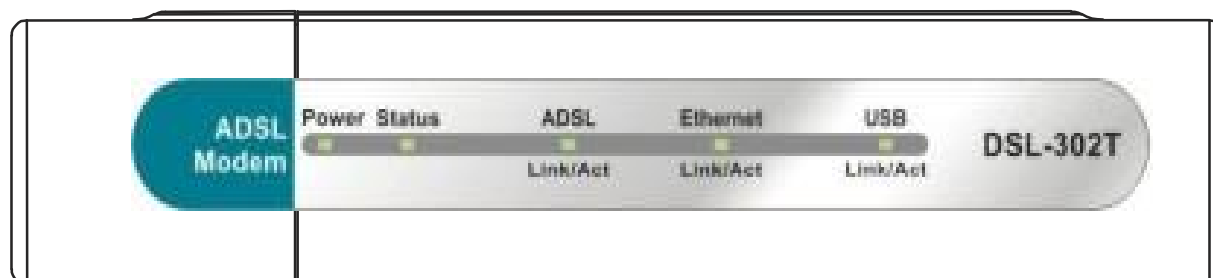 ADSL
Modem
Power Status ADSL Ethernet USB
Link/Act Link/Act Link/Act
DSL-302T